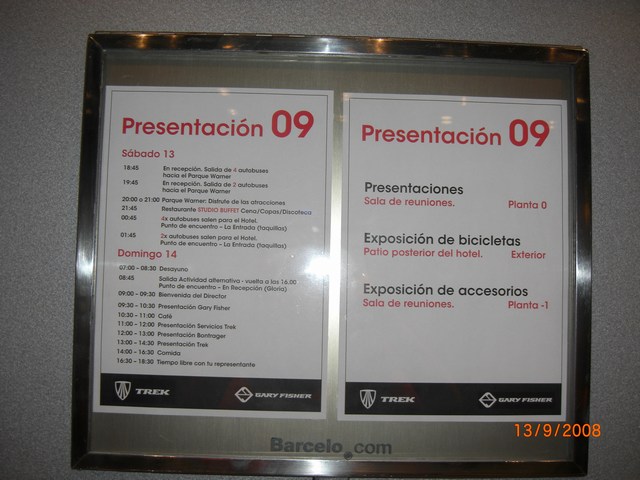 Presentación 09
Sábado 13
18:45 En recepción. Salida de 4 autobuses
hacia el Parque Warner
19:45 En recepción. Salida de 2 autobuses
hacia el Parque Warner
20:00 a 21:00 Parque Warner: Disfrute de las atracciones
21:45 Restaurante STUDIO BUFFET Cena/Copas/Discoteca
00:45 4x autobuses salen para el Hotel.
Punto de encuentro – La Entrada (taquillas)
01:45 2x autobuses salen para el Hotel.
Punto de encuentro – La Entrada (taquillas)
Domingo 14
07:00 – 08:30 Desayuno
08:45 Salida Actividad alternativa - vuelta a las 16.00
Punto de encuentro – En Recepción (Gloria)
09:00 – 09:30 Bienvenida del Director
09:30 – 10:30 Presentación Gary Fisher
10:30 – 11:00 Café
11:00 – 12:00 Presentación Servicios Trek
12:00 – 13:00 Presentación Bontrager
13:00 – 14:30 Presentación Trek
14:00 – 16:30 Comida
16:30 – 18:30 Tiempo libre con tu representante
TREK GARY FISHER
Presentación 09
Presentaciones
Sala de reuniones. Planta 0
Exposición de bicicletas
Patio posterior del hotel. Exterior
Exposición de accesorios
Sala de reuniones. Planta -1
TREK GARY FISHER
Barcelo.com
13/9/2008